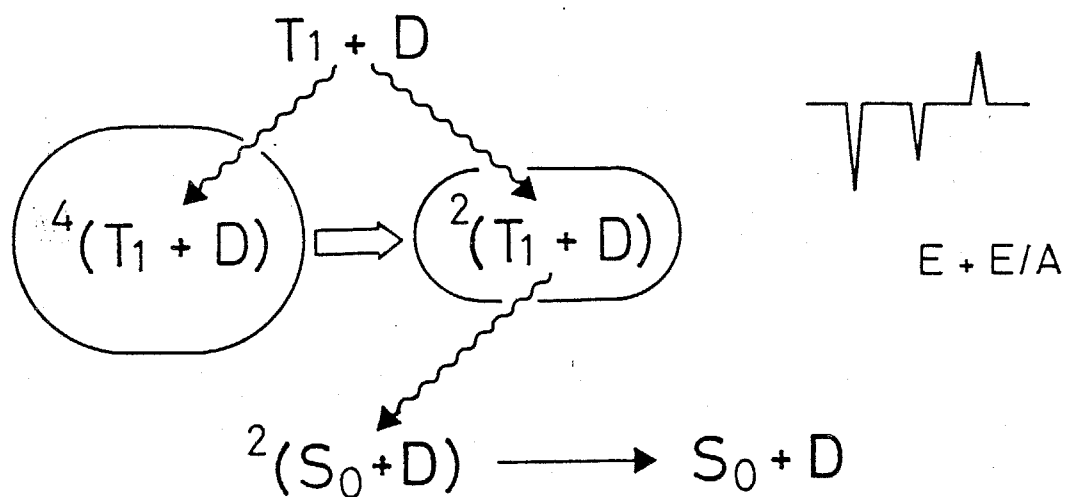 T₁ + D
⁴(T₁ + D)
²(T₁ + D)
E + E/A
²(S₀+D)
S₀ + D